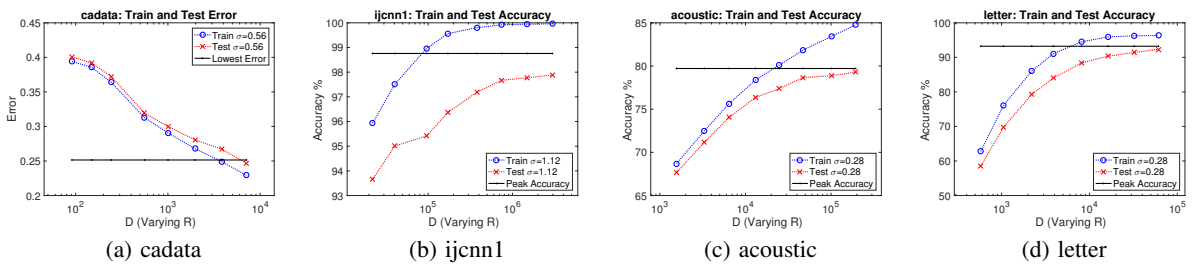 cadata: Train and Test Error
0.45
0.4
0.35
0.3
0.25
0.2
Error
Train σ=0.56
Test σ=0.56
Lowest Error
10^2
10^3
10^4
D (Varying R)
(a) cadata
ijcnn1: Train and Test Accuracy
100
99
98
97
96
95
94
93
Accuracy %
Train σ=1.12
Test σ=1.12
Peak Accuracy
10^5
10^6
D (Varying R)
(b) ijcnn1
acoustic: Train and Test Accuracy
85
80
75
70
65
Accuracy %
Train σ=0.28
Test σ=0.28
Peak Accuracy
10^3
10^4
10^5
D (Varying R)
(c) acoustic
letter: Train and Test Accuracy
100
90
80
70
60
50
Accuracy %
Train σ=0.28
Test σ=0.28
Peak Accuracy
10^3
10^4
10^5
D (Varying R)
(d) letter